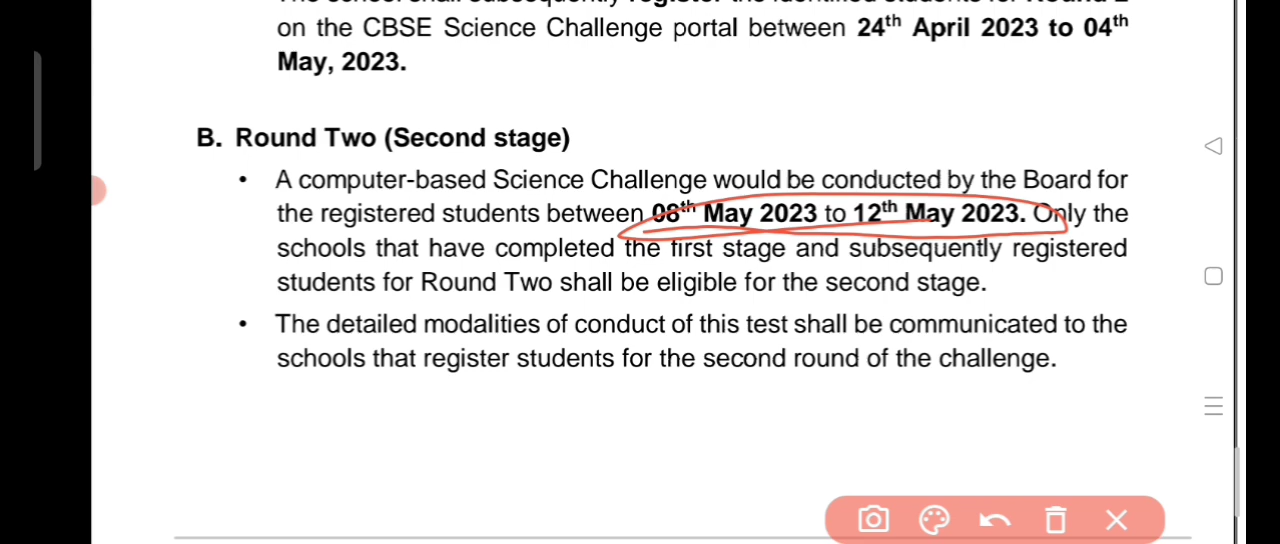 on the CBSE Science Challenge portal between 24th April 2023 to 04th
May, 2023.
B. Round Two (Second stage)
• A computer-based Science Challenge would be conducted by the Board for
the registered students between 08th May 2023 to 12th May 2023. Only the
schools that have completed the first stage and subsequently registered
students for Round Two shall be eligible for the second stage.
• The detailed modalities of conduct of this test shall be communicated to the
schools that register students for the second round of the challenge.